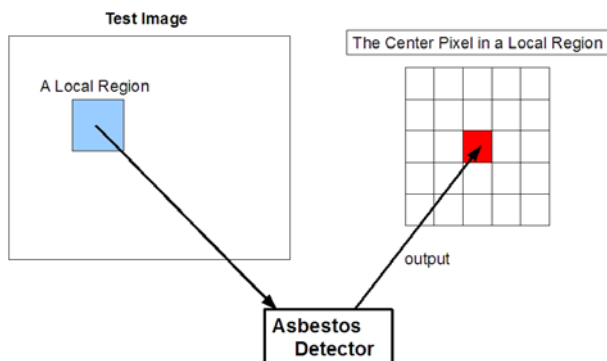 Test Image
A Local Region
The Center Pixel in a Local Region
output
Asbestos
Detector